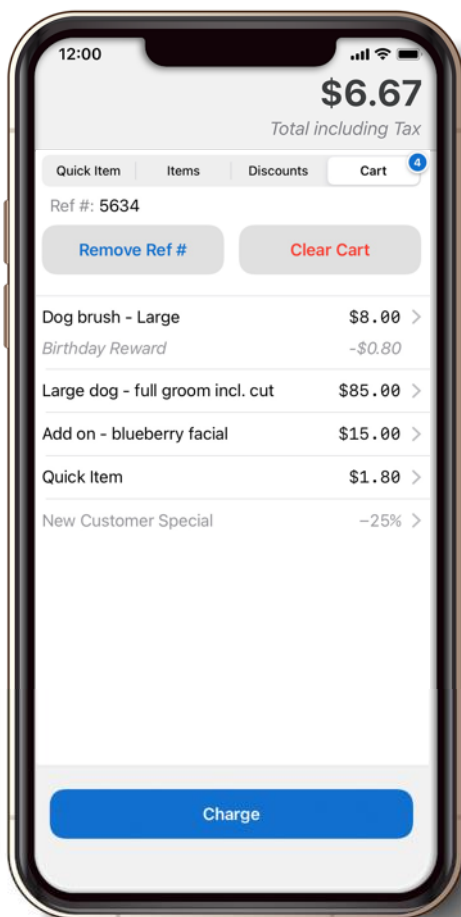 12:00
$6.67
Total including Tax
Quick Item Items Discounts Cart 4
Ref #: 5634
Remove Ref # Clear Cart
Dog brush - Large $8.00
Birthday Reward -$0.80
Large dog - full groom incl. cut $85.00
Add on - blueberry facial $15.00
Quick Item $1.80
New Customer Special –25%
Charge